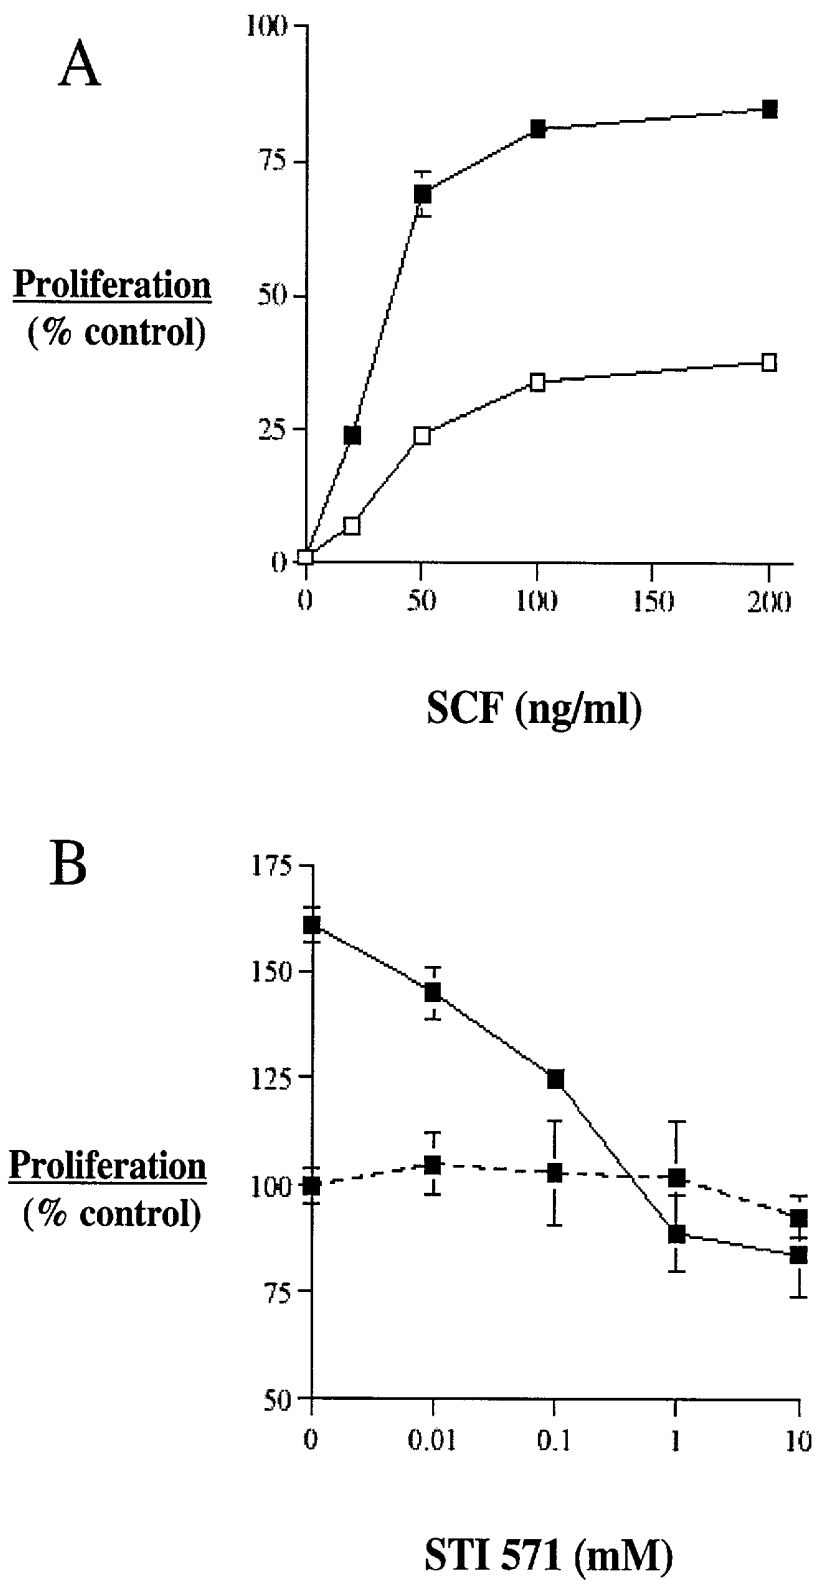 A
100
75
50
25
0
Proliferation
(% control)
0 50 100 150 200
SCF (ng/ml)
B
175
150
125
100
75
50
Proliferation
(% control)
0 0.01 0.1 1 10
STI 571 (mM)